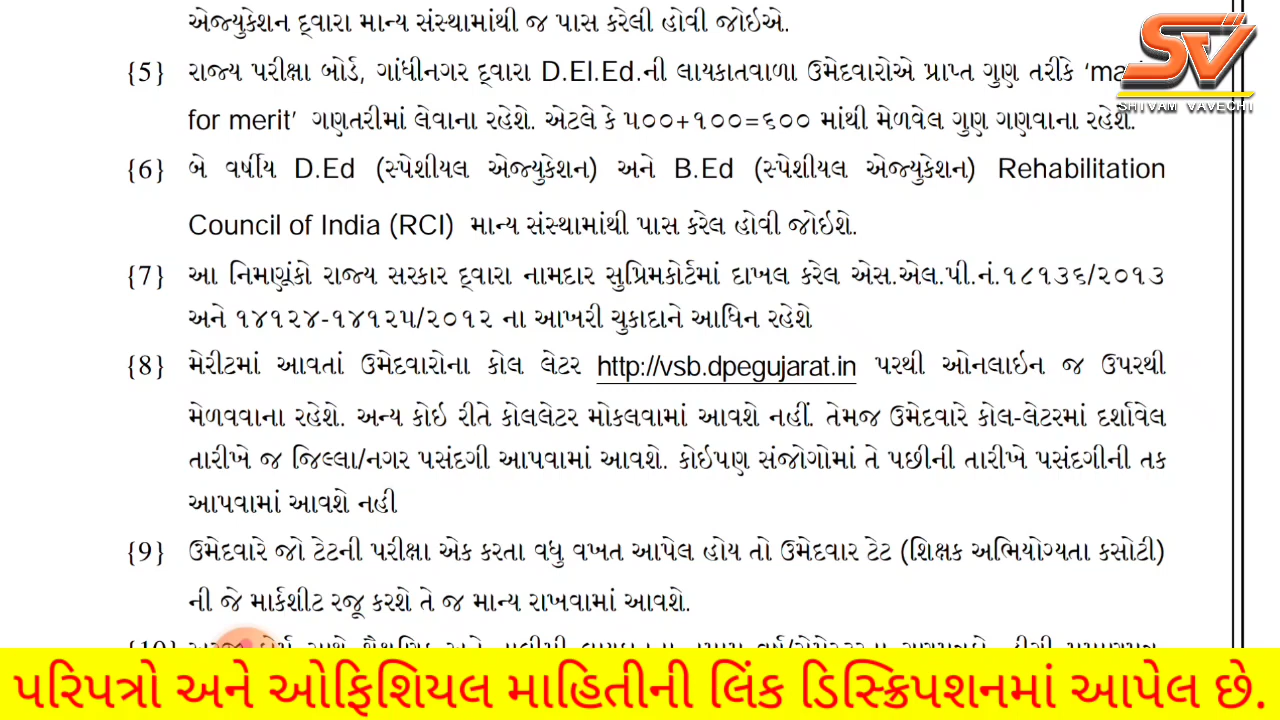 એજ્યુકેશન દ્વારા માન્ય સંસ્થામાંથી જ પાસ કરેલી હોવી જોઇએ.
{5} રાજ્ય પરીક્ષા બોર્ડ, ગાંધીનગર દ્વારા D.El.Ed.ની લાયકાતવાળા ઉમેદવારોએ પ્રાપ્ત ગુણ તરીકે
for merit' ગણતરીમાં લેવાના રહેશે. એટલે કે ૫૦૦+૧૦૦=૬૦૦ માંથી મેળવેલ ગુણ ગણવાના રહેશે.
SHIVAM VAVECHI
{6} બે વર્ષીય D.Ed (સ્પેશીયલ એજ્યુકેશન) અને B.Ed (સ્પેશીયલ એજ્યુકેશન) Rehabilitation
Council of India (RCI) માન્ય સંસ્થામાંથી પાસ કરેલ હોવી જોઇશે.
{7} આ નિમણૂંકો રાજ્ય સરકાર દ્વારા નામદાર સુપ્રિમકોર્ટમાં દાખલ કરેલ એસ.એલ.પી.નં.૧૮૧૩૬/૨૦૧૩
અને ૧૪૧૨૪-૧૪૧૨૫/૨૦૧૨ ના આખરી ચુકાદાને આધિન રહેશે
{8} મેરીટમાં આવતાં ઉમેદવારોના કોલ લેટર http://vsb.dpegujarat.in પરથી ઓનલાઇન જ ઉપરથી
મેળવવાના રહેશે. અન્ય કોઇ રીતે કોલલેટર મોકલવામાં આવશે નહીં. તેમજ ઉમેદવારે કોલ-લેટરમાં દર્શાવેલ
તારીખે જ જિલ્લા/નગર પસંદગી આપવામાં આવશે. કોઇપણ સંજોગોમાં તે પછીની તારીખે પસંદગીની તક
આપવામાં આવશે નહી
{9} ઉમેદવારે જો ટેટની પરીક્ષા એક કરતા વધુ વખત આપેલ હોય તો ઉમેદવાર ટેટ (શિક્ષક અભિયોગ્યતા કસોટી)
ની જે માર્કશીટ રજૂ કરશે તે જ માન્ય રાખવામાં આવશે.
પરિપત્રો અને ઓફિશિયલ માહિતીની લિંક ડિસ્ક્રિપશનમાં આપેલ છે.